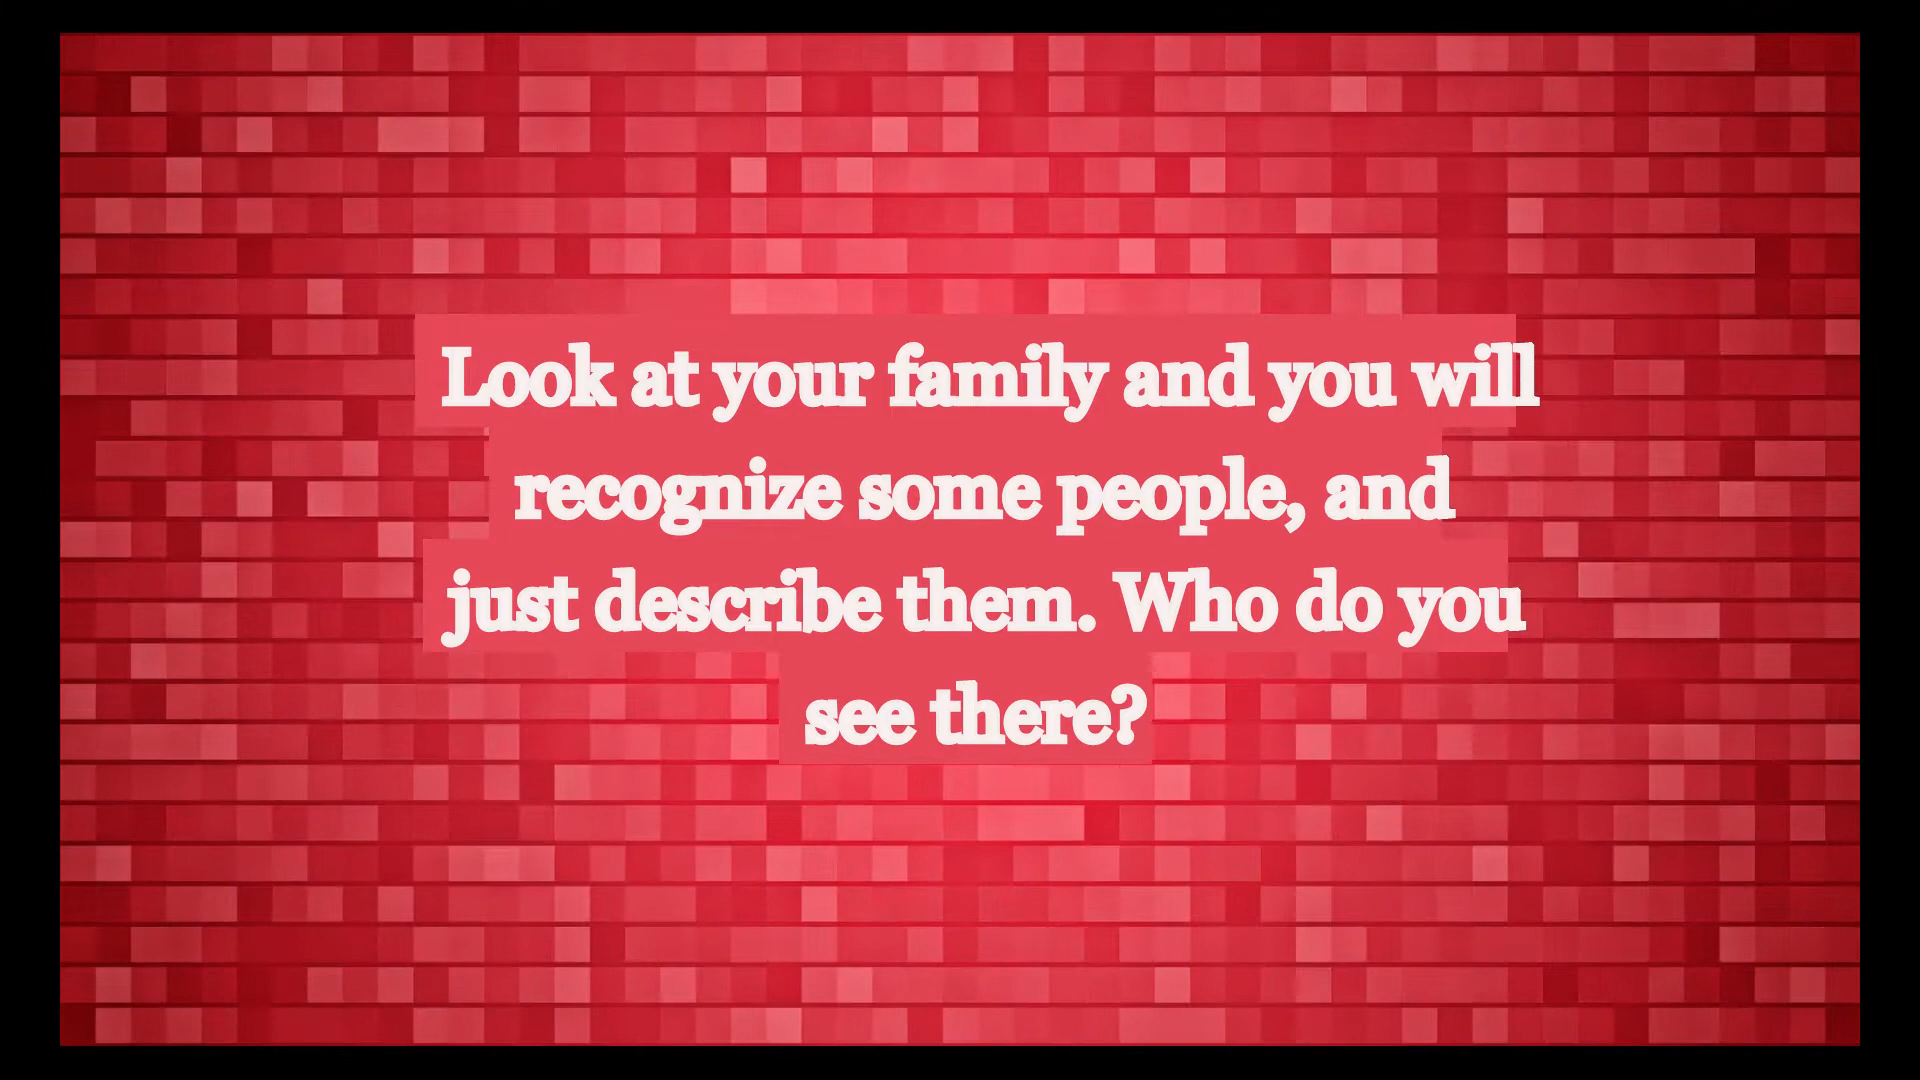 Look at your family and you will
recognize some people, and
just describe them. Who do you
see there?